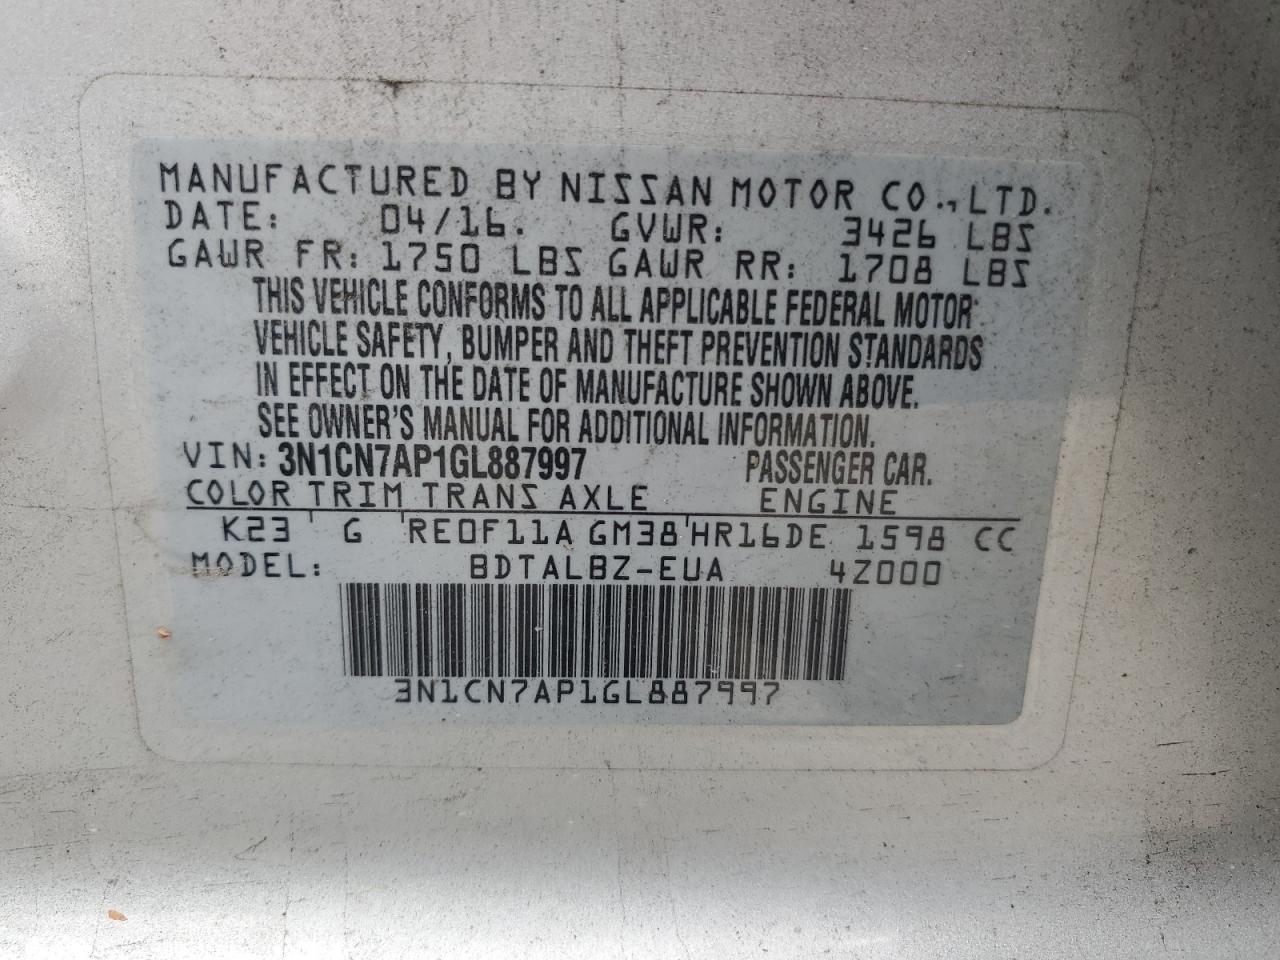 MANUFACTURED BY NISSAN MOTOR CO., LTD.
DATE: 04/16. GVWR: 3426 LBS
GAWR FR: 1750 LBS GAWR RR: 1708 LBS
THIS VEHICLE CONFORMS TO ALL APPLICABLE FEDERAL MOTOR
VEHICLE SAFETY, BUMPER AND THEFT PREVENTION STANDARDS
IN EFFECT ON THE DATE OF MANUFACTURE SHOWN ABOVE.
SEE OWNER'S MANUAL FOR ADDITIONAL INFORMATION.
VIN: 3N1CN7AP1GL887997 PASSENGER CAR.
COLOR TRIM TRANS AXLE ENGINE
K23 ' G ' RE0F11A GM38 ' HR16DE 1598 CC
MODEL: BDTALBZ-EUA 4Z000
3N1CN7AP1GL887997